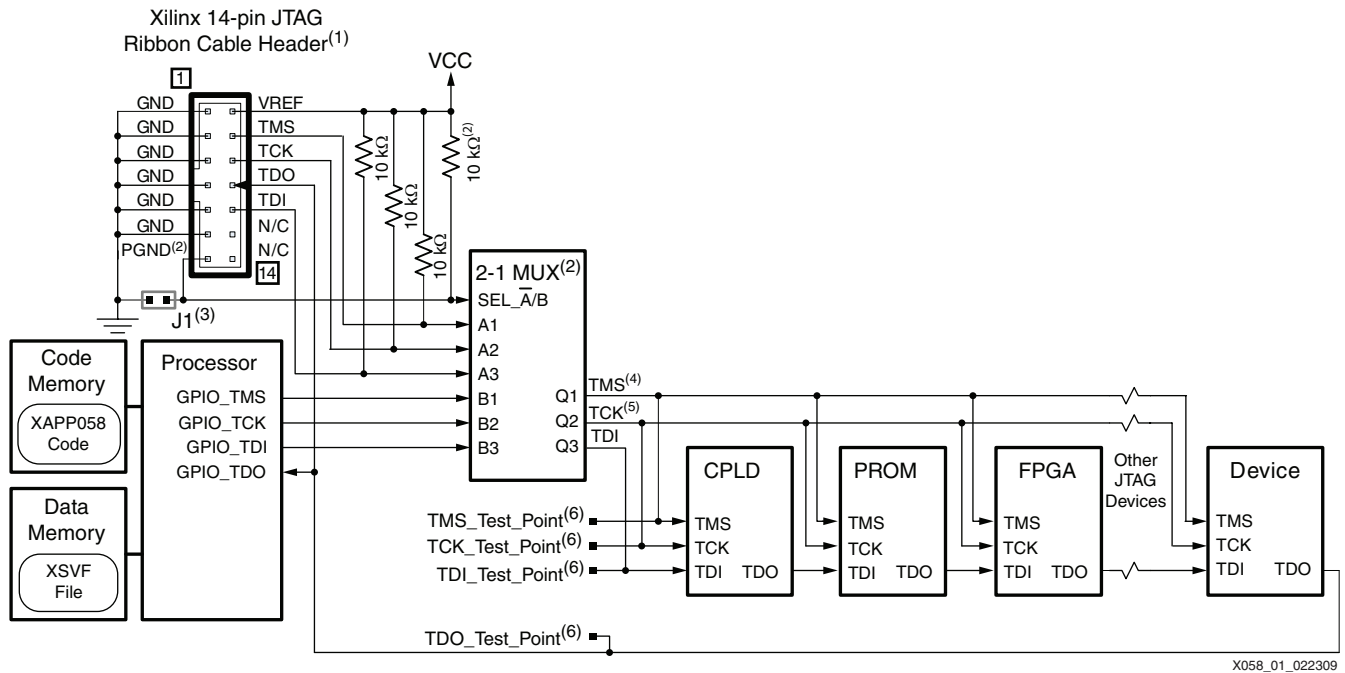 Xilinx 14-pin JTAG
Ribbon Cable Header(1)
VCC
1
GND VREF
GND TMS
GND TCK
GND TDO
GND TDI
GND N/C
PGND(2) N/C
14
10 kΩ
10 kΩ
10 kΩ
10 kΩ(2)
J1(3)
2-1 MUX(2)
SEL_A̅/B
A1
A2
A3
B1
B2
B3
Q1
Q2
Q3
Code
Memory
XAPP058
Code
Data
Memory
XSVF
File
Processor
GPIO_TMS
GPIO_TCK
GPIO_TDI
GPIO_TDO
TMS(4)
TCK(5)
TDI
TMS_Test_Point(6)
TCK_Test_Point(6)
TDI_Test_Point(6)
TDO_Test_Point(6)
CPLD
TMS
TCK
TDI TDO
PROM
TMS
TCK
TDI TDO
FPGA
TMS
TCK
TDI TDO
Other
JTAG
Devices
Device
TMS
TCK
TDI TDO
X058_01_022309